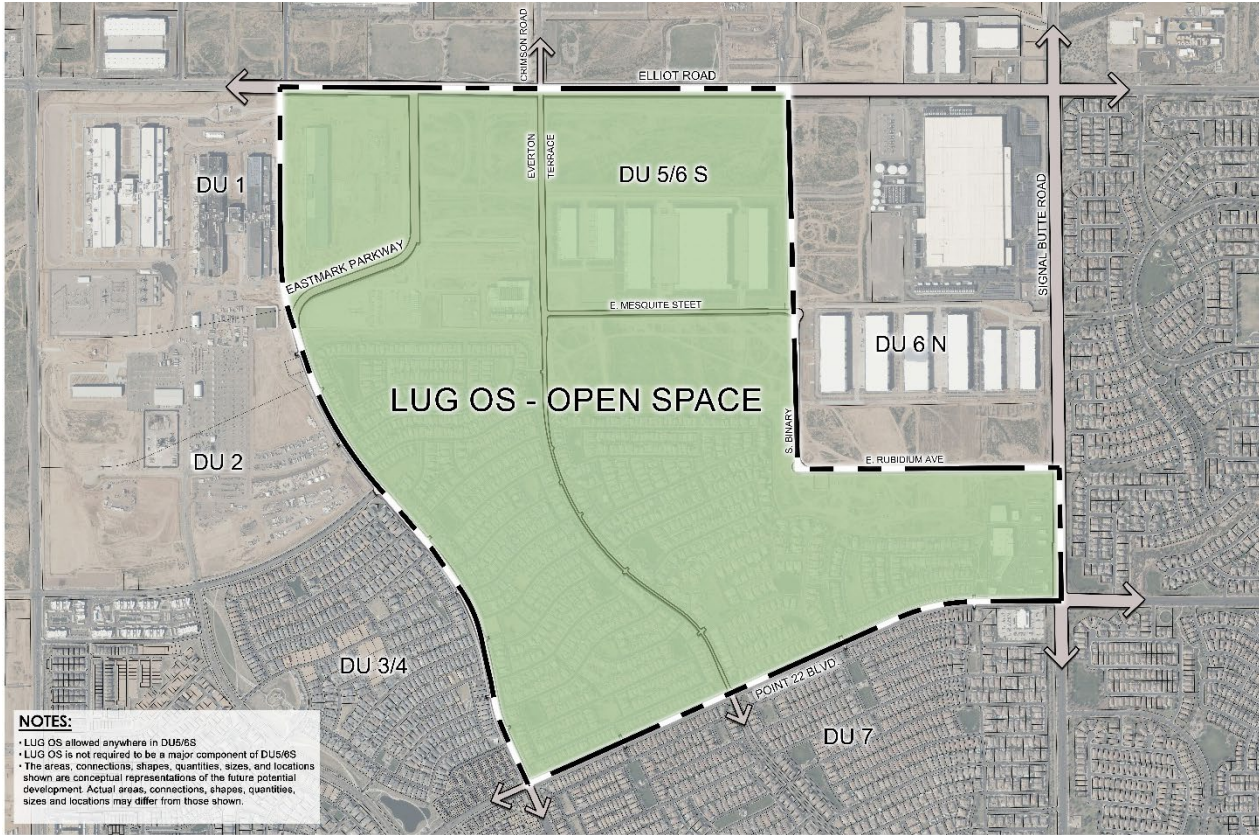 CRIMSON ROAD
ELLIOT ROAD
EVERTON
TERRACE
DU 5/6 S
DU 1
SIGNAL BUTTE ROAD
EASTMARK PARKWAY
E. MESQUITE STEET
DU 6 N
LUG OS - OPEN SPACE
S. BINARY
DU 2
E. RUBIDIUM AVE
DU 3/4
POINT 22 BLVD.
DU 7
NOTES:
• LUG OS allowed anywhere in DU5/6S
• LUG OS is not required to be a major component of DU5/6S
• The areas, connections, shapes, quantities, sizes, and locations
shown are conceptual representations of the future potential
development. Actual areas, connections, shapes, quantities,
sizes and locations may differ from those shown.